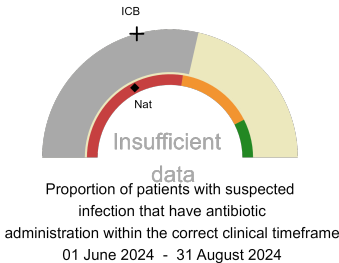 ICB
Nat
Insufficient
data
Proportion of patients with suspected
infection that have antibiotic
administration within the correct clinical timeframe
01 June 2024 - 31 August 2024